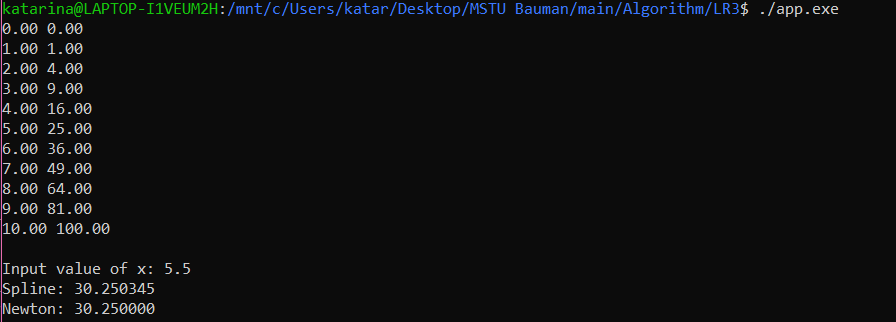 katarina@LAPTOP-I1VEUM2H:/mnt/c/Users/katar/Desktop/MSTU Bauman/main/Algorithm/LR3$ ./app.exe
0.00 0.00
1.00 1.00
2.00 4.00
3.00 9.00
4.00 16.00
5.00 25.00
6.00 36.00
7.00 49.00
8.00 64.00
9.00 81.00
10.00 100.00
Input value of x: 5.5
Spline: 30.250345
Newton: 30.250000